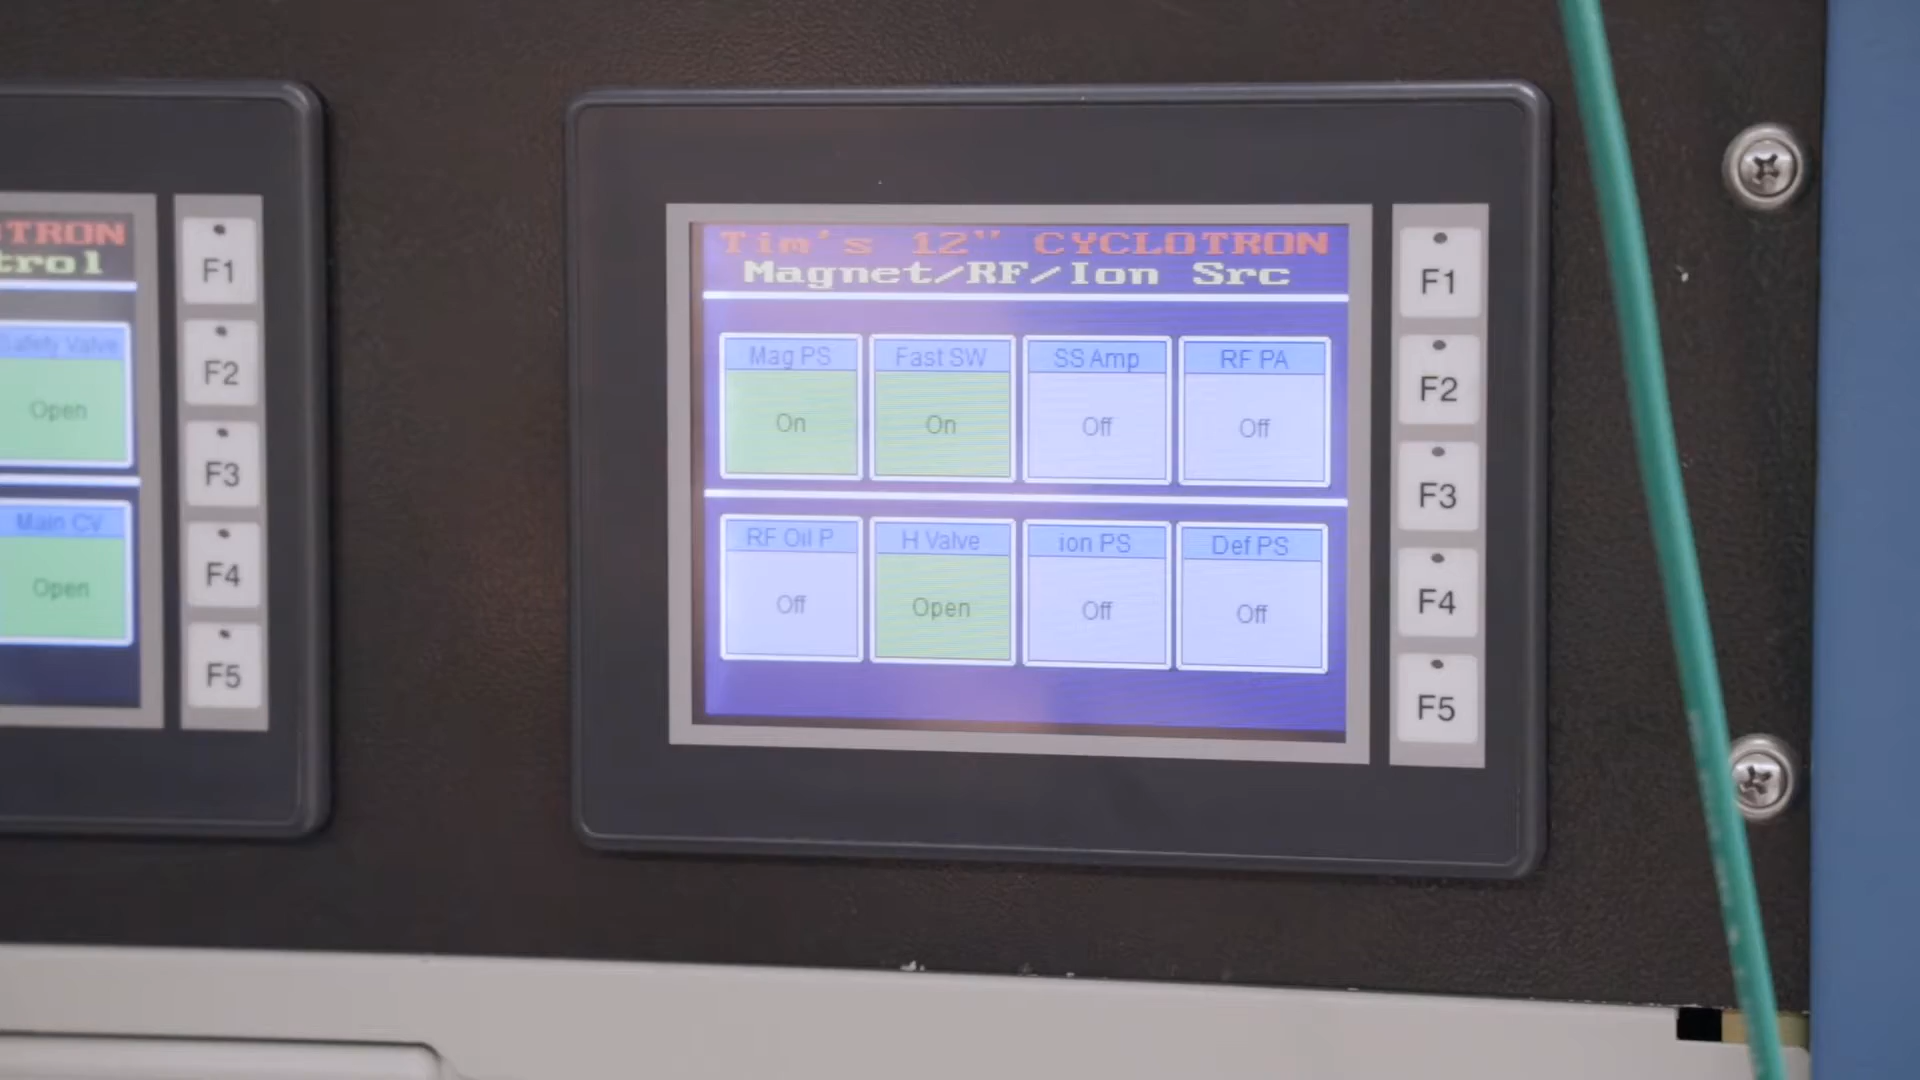 TRON
trol
Safety Valve
Open
Main CV
Open
F1
F2
F3
F4
F5
Tim's 12" CYCLOTRON
Magnet/RF/Ion Src
Mag PS
Fast SW
SS Amp
RF PA
On
On
Off
Off
RF Oil P
H Valve
ion PS
Def PS
Off
Open
Off
Off
F1
F2
F3
F4
F5